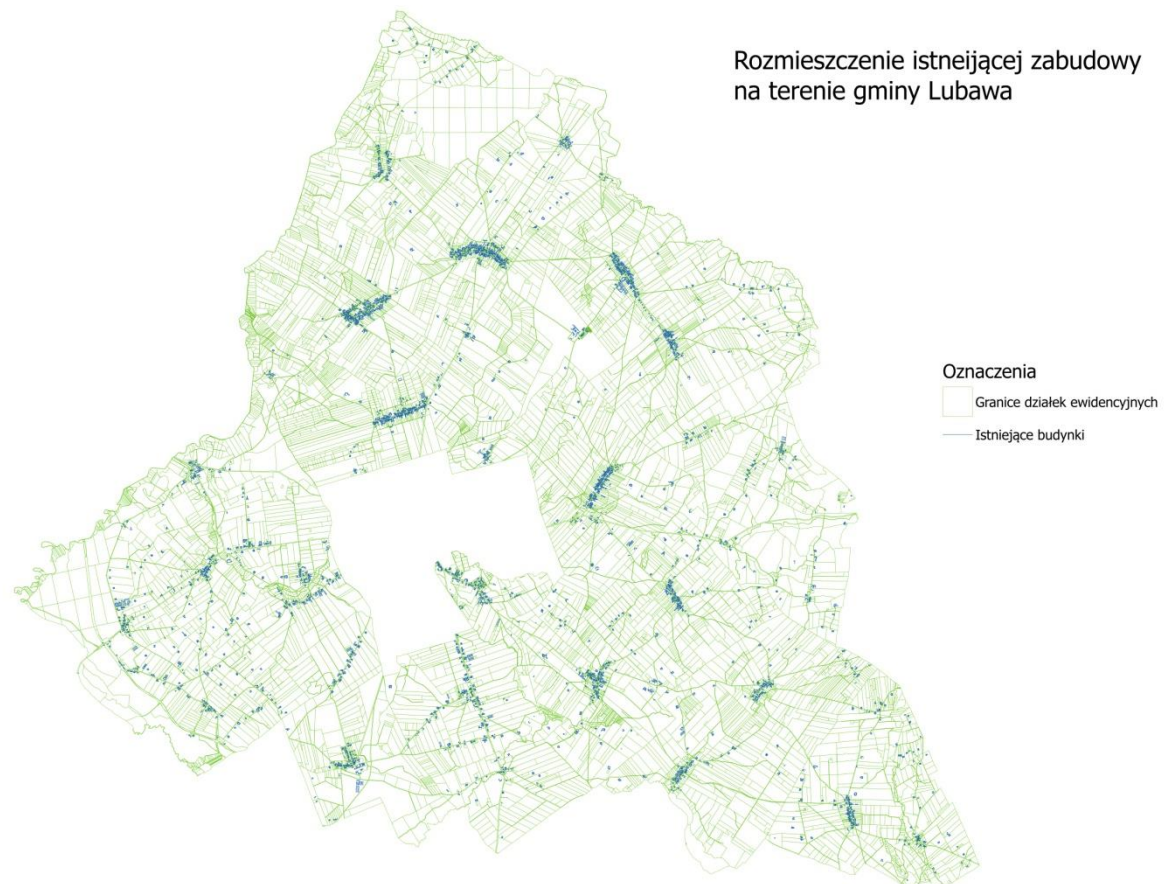 Rozmieszczenie istneijącej zabudowy
na terenie gminy Lubawa
Oznaczenia
Granice działek ewidencyjnych
Istniejące budynki